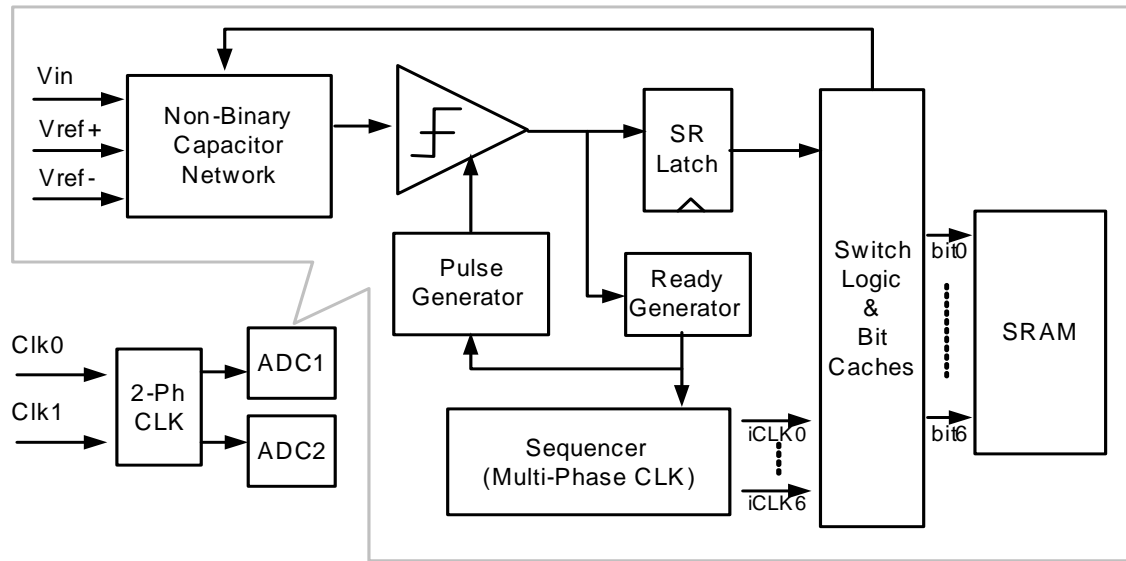 Vin
Vref+
Vref-
Non-Binary
Capacitor
Network
SR
Latch
Pulse
Generator
Ready
Generator
Switch
Logic
&
Bit
Caches
bit0
bit6
SRAM
Clk0
Clk1
2-Ph
CLK
ADC1
ADC2
Sequencer
(Multi-Phase CLK)
iCLK0
iCLK6